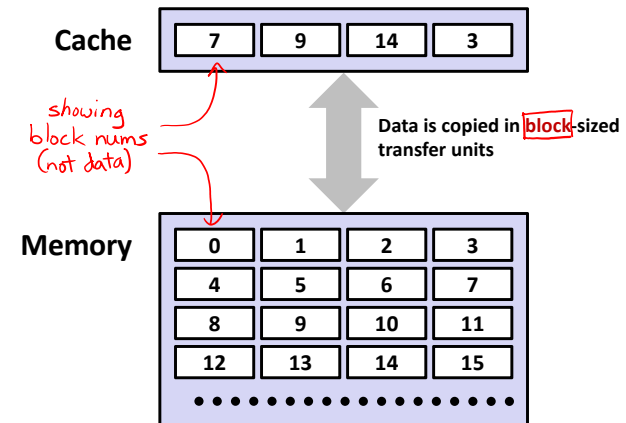 Cache
7 9 14 3
showing
block nums
(not data)
Data is copied in block-sized
transfer units
Memory
0 1 2 3
4 5 6 7
8 9 10 11
12 13 14 15